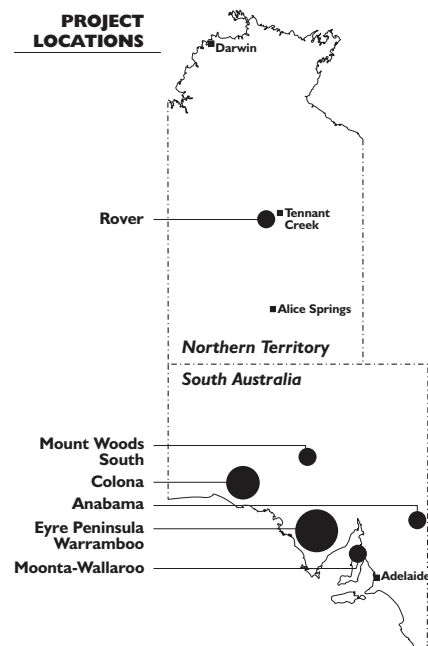 PROJECT
LOCATIONS
Darwin
Rover
Tennant
Creek
Alice Springs
Northern Territory
South Australia
Mount Woods
South
Colona
Anabama
Eyre Peninsula
Warramboo
Moonta-Wallaroo
Adelaide